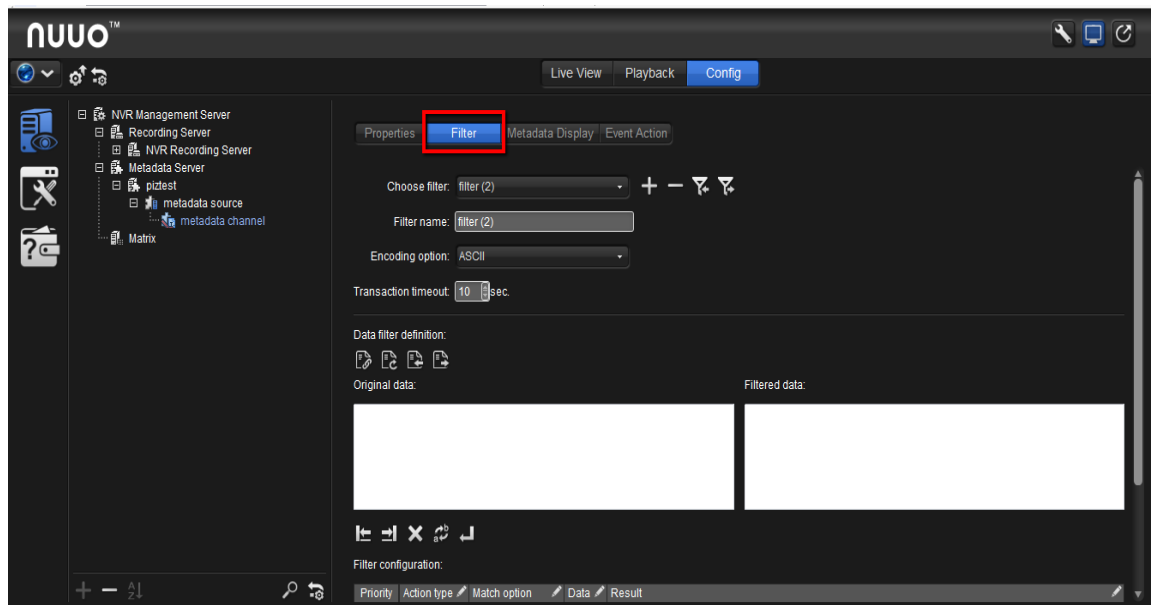 nuuo™
Live View Playback Config
NVR Management Server
Recording Server
NVR Recording Server
Metadata Server
piztest
metadata source
metadata channel
Matrix
Properties Filter Metadata Display Event Action
Choose filter: filter (2)
Filter name: filter (2)
Encoding option: ASCII
Transaction timeout: 10 sec.
Data filter definition:
Original data: Filtered data:
Filter configuration:
Priority Action type Match option Data Result